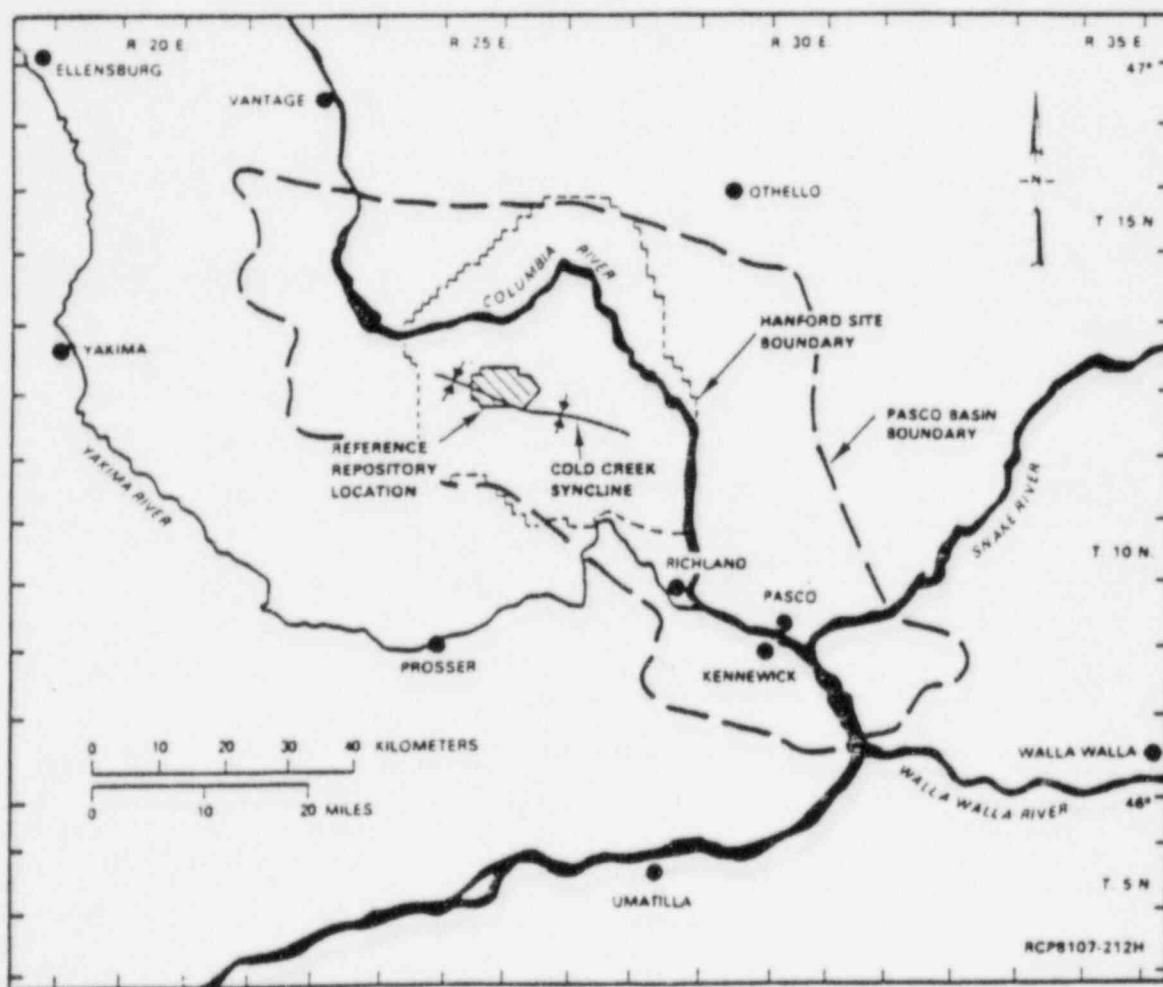 R. 20 E.
R. 25 E.
R. 30 E.
R. 35 E.
47°
ELLENSBURG
VANTAGE
N
OTHELLO
T. 15 N.
COLUMBIA
RIVER
HANFORD SITE
BOUNDARY
YAKIMA
PASCO BASIN
BOUNDARY
REFERENCE
REPOSITORY
LOCATION
COLD CREEK
SYNCLINE
YAKIMA RIVER
SNAKE RIVER
T. 10 N.
RICHLAND
PASCO
PROSSER
KENNEWICK
0 10 20 30 40 KILOMETERS
0 10 20 MILES
WALLA WALLA
WALLA WALLA RIVER
46°
UMATILLA
T. 5 N.
RCP8107-212H